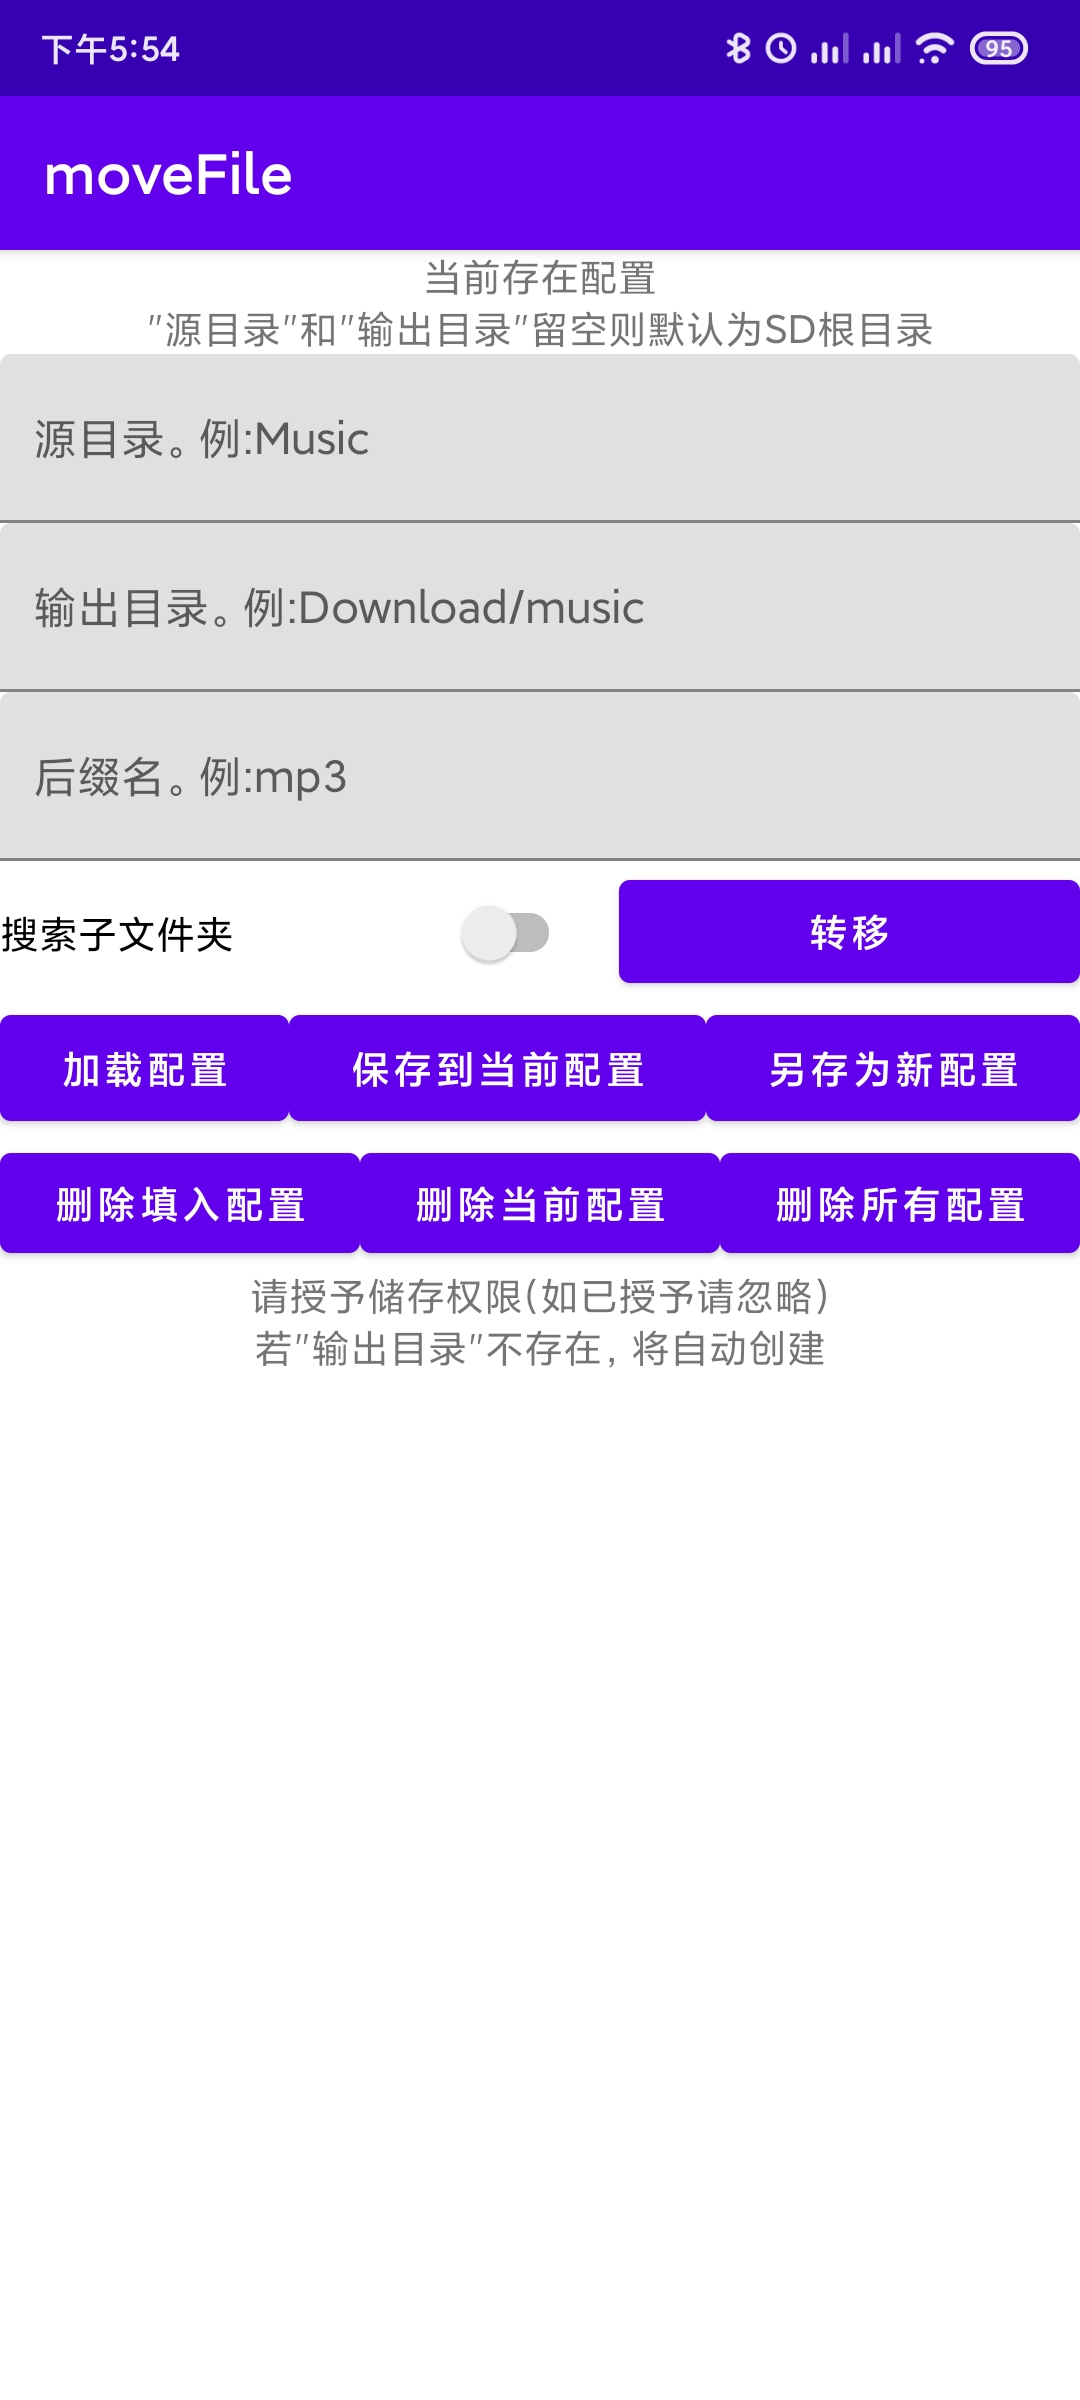 下午5:54
95
moveFile
当前存在配置
"源目录"和"输出目录"留空则默认为SD根目录
源目录。例:Music
输出目录。例:Download/music
后缀名。例:mp3
搜索子文件夹
转移
加载配置
保存到当前配置
另存为新配置
删除填入配置
删除当前配置
删除所有配置
请授予储存权限(如已授予请忽略)
若"输出目录"不存在, 将自动创建